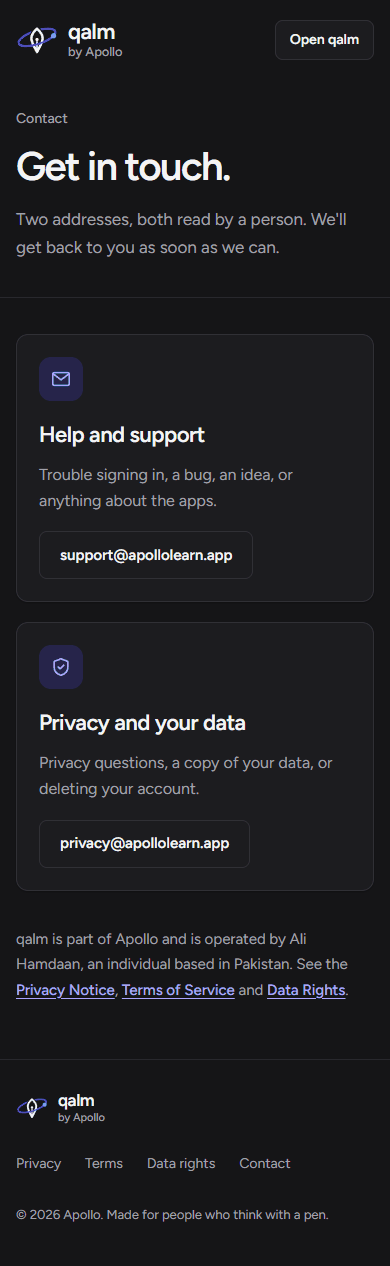 qalm
by Apollo
Open qalm
Contact
Get in touch.
Two addresses, both read by a person. We'll
get back to you as soon as we can.
Help and support
Trouble signing in, a bug, an idea, or
anything about the apps.
support@apollolearn.app
Privacy and your data
Privacy questions, a copy of your data, or
deleting your account.
privacy@apollolearn.app
qalm is part of Apollo and is operated by Ali
Hamdaan, an individual based in Pakistan. See the
Privacy Notice, Terms of Service and Data Rights.
qalm
by Apollo
Privacy Terms Data rights Contact
© 2026 Apollo. Made for people who think with a pen.